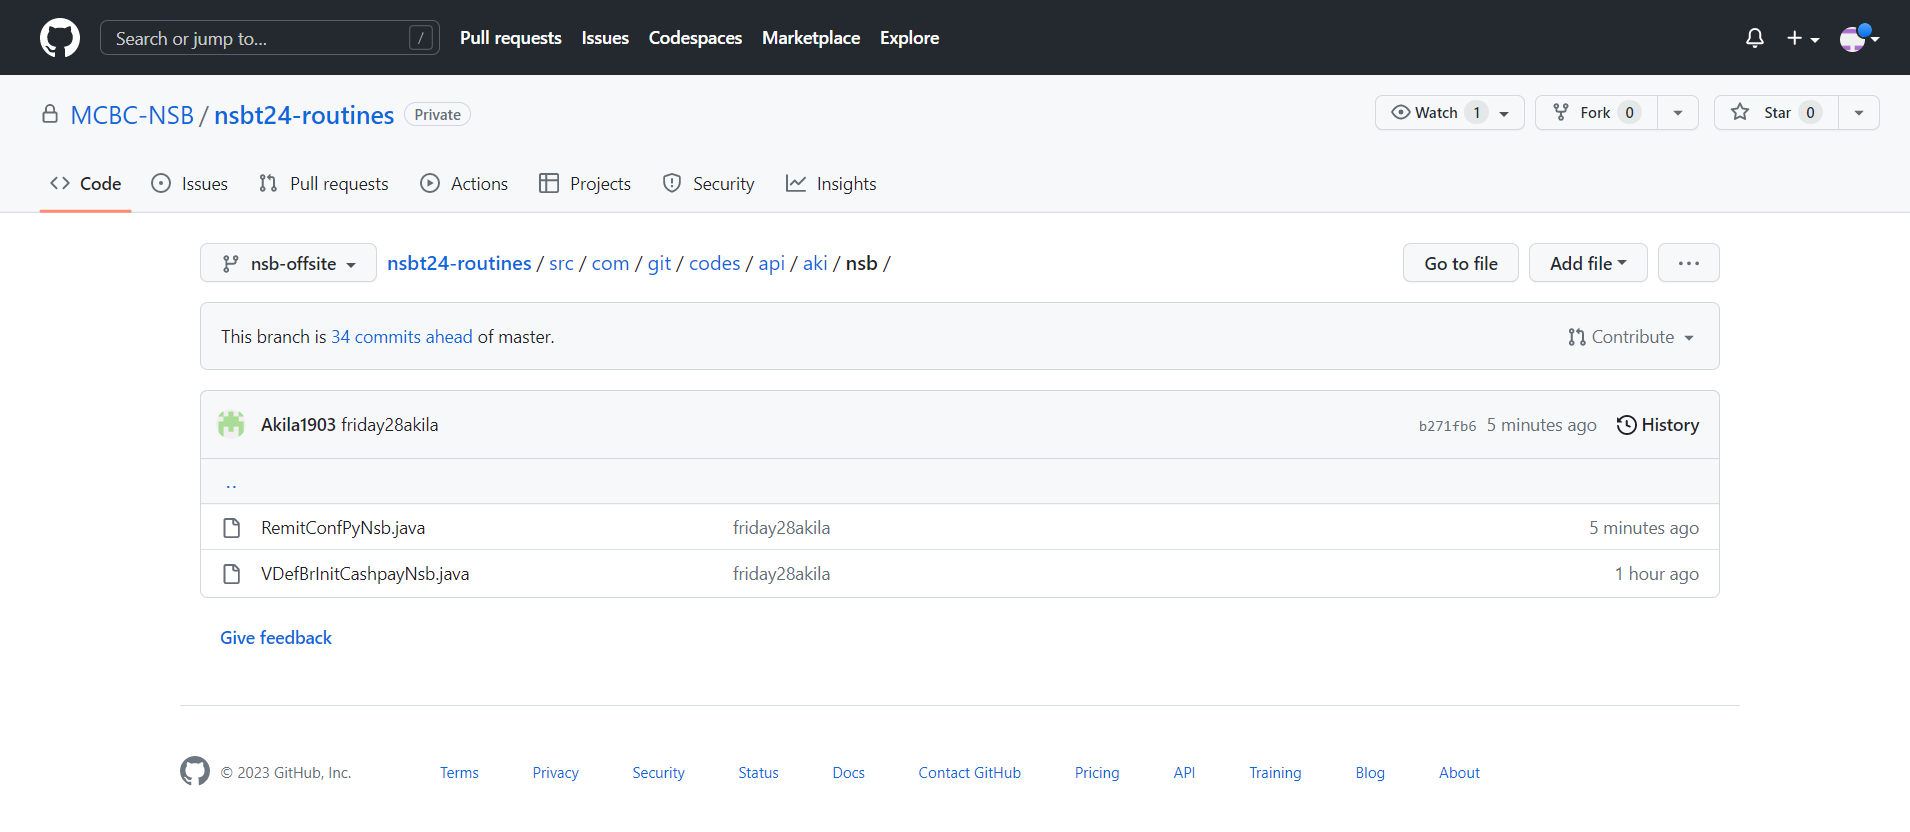 Search or jump to... / Pull requests Issues Codespaces Marketplace Explore
MCBC-NSB / nsbt24-routines Private Watch 1 Fork 0 Star 0
Code Issues Pull requests Actions Projects Security Insights
nsb-offsite nsbt24-routines / src / com / git / codes / api / aki / nsb / Go to file Add file ...
This branch is 34 commits ahead of master. Contribute
Akila1903 friday28akila b271fb6 5 minutes ago History
..
RemitConfPyNsb.java friday28akila 5 minutes ago
VDefBrInitCashpayNsb.java friday28akila 1 hour ago
Give feedback
© 2023 GitHub, Inc. Terms Privacy Security Status Docs Contact GitHub Pricing API Training Blog About